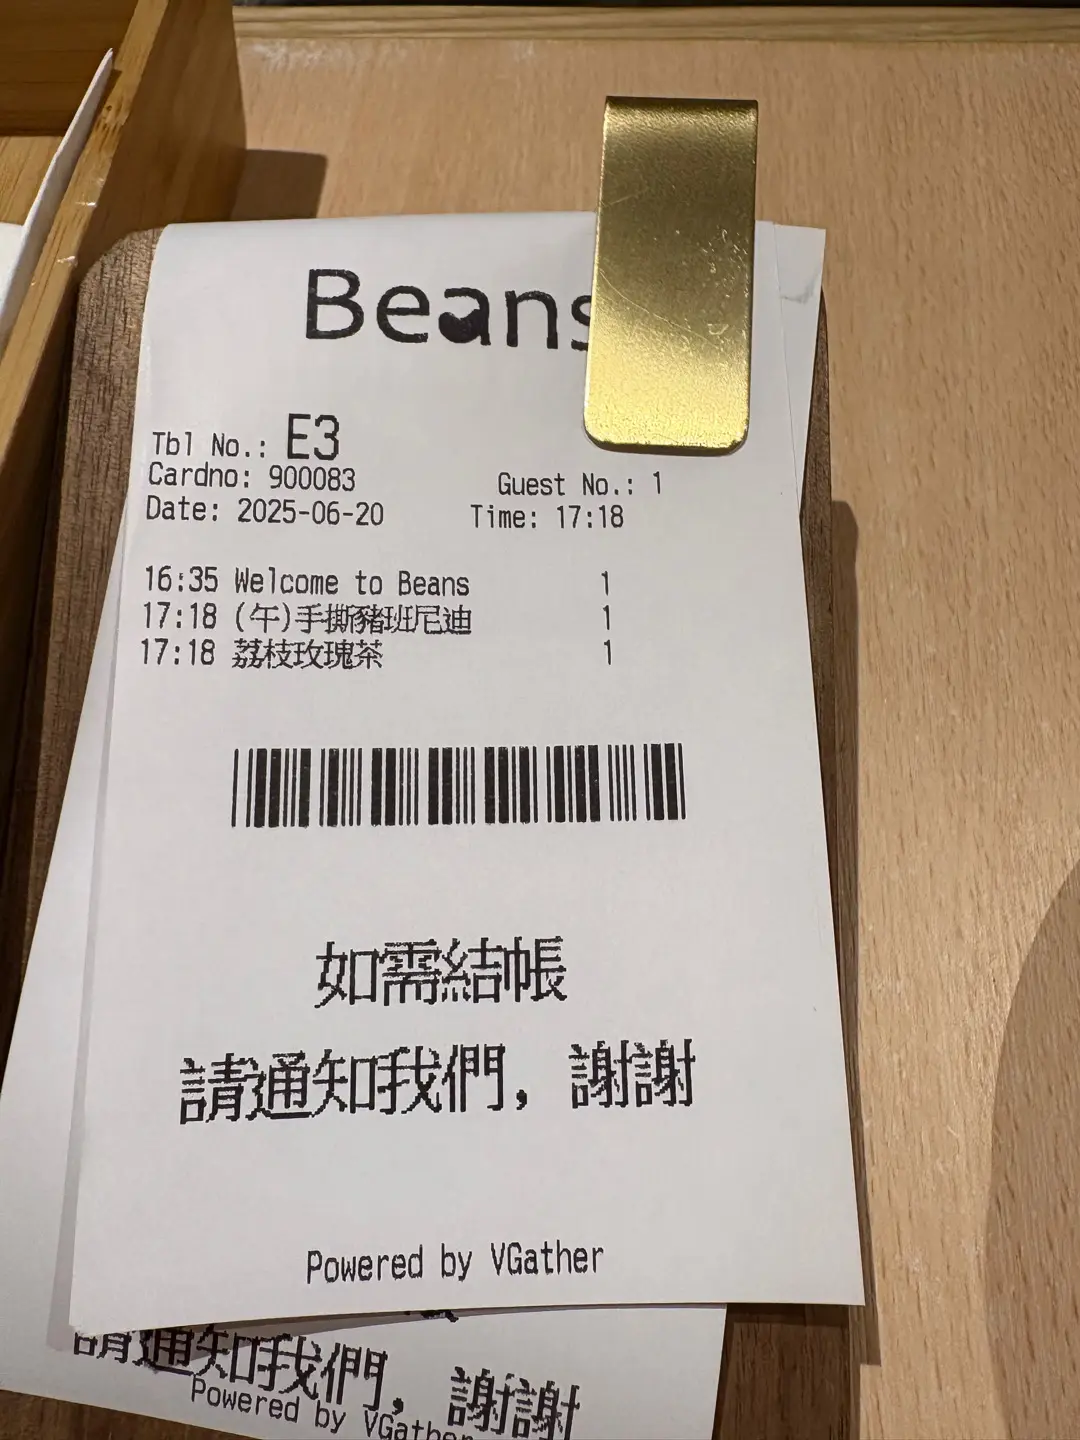 Beans
Tbl No.: E3
Cardno: 900083 Guest No.: 1
Date: 2025-06-20 Time: 17:18
16:35 Welcome to Beans 1
17:18 (午)手撕豬班尼迪 1
17:18 荔枝玫瑰茶 1
如需結帳
請通知我們，謝謝
Powered by VGather
請通知我們，謝謝
Powered by VGather